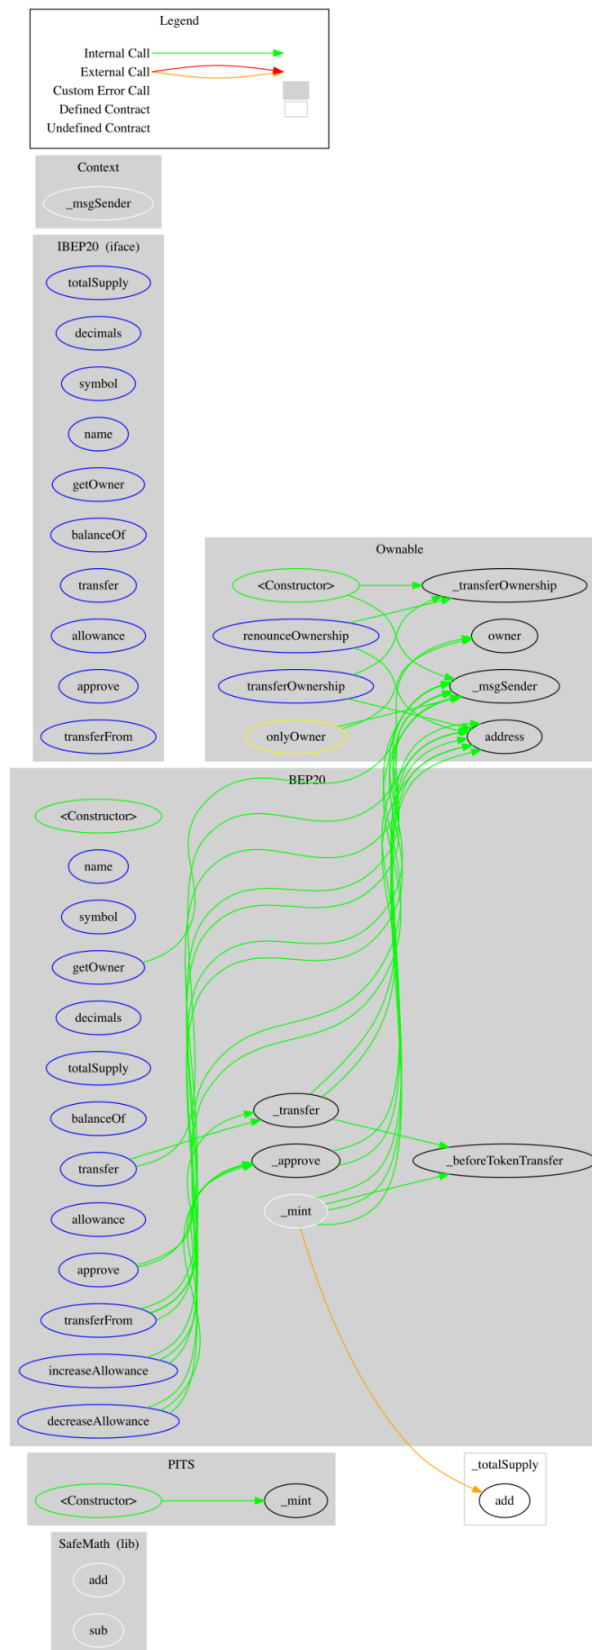 Legend
Internal Call
External Call
Custom Error Call
Defined Contract
Undefined Contract
Context
_msgSender
IBEP20 (iface)
totalSupply
decimals
symbol
name
getOwner
balanceOf
transfer
allowance
approve
transferFrom
Ownable
<Constructor>
_transferOwnership
renounceOwnership
owner
transferOwnership
_msgSender
onlyOwner
address
BEP20
<Constructor>
name
symbol
getOwner
decimals
totalSupply
balanceOf
_transfer
transfer
_approve
_beforeTokenTransfer
allowance
_mint
approve
transferFrom
increaseAllowance
decreaseAllowance
PITS
<Constructor>
_mint
_totalSupply
add
SafeMath (lib)
add
sub